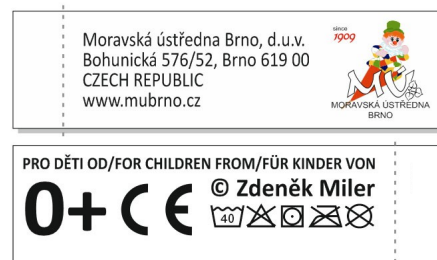 Moravská ústředna Brno, d.u.v.
Bohunická 576/52, Brno 619 00
CZECH REPUBLIC
www.mubrno.cz
since
1909
MÚ
MORAVSKÁ ÚSTŘEDNA
BRNO
PRO DĚTI OD/FOR CHILDREN FROM/FÜR KINDER VON
0+ CE
© Zdeněk Miler
40